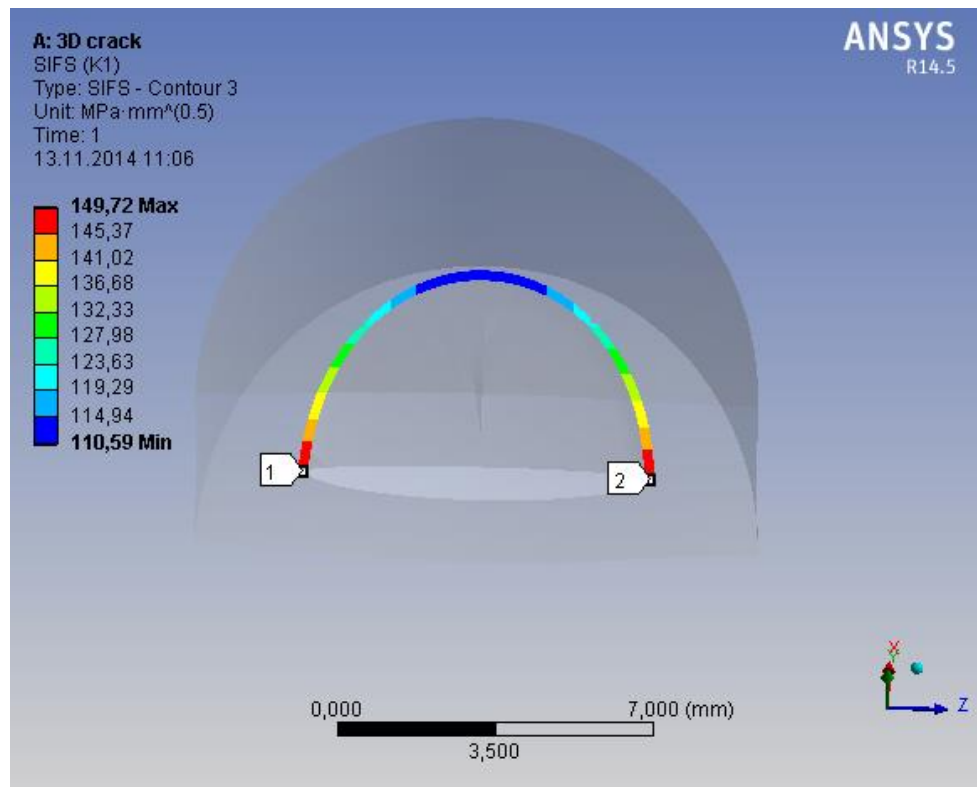 A: 3D crack
SIFS (K1)
Type: SIFS - Contour 3
Unit: MPa·mm^(0.5)
Time: 1
13.11.2014 11:06
ANSYS
R14.5
149,72 Max
145,37
141,02
136,68
132,33
127,98
123,63
119,29
114,94
110,59 Min
1
2
0,000
7,000 (mm)
3,500
X
Y
Z